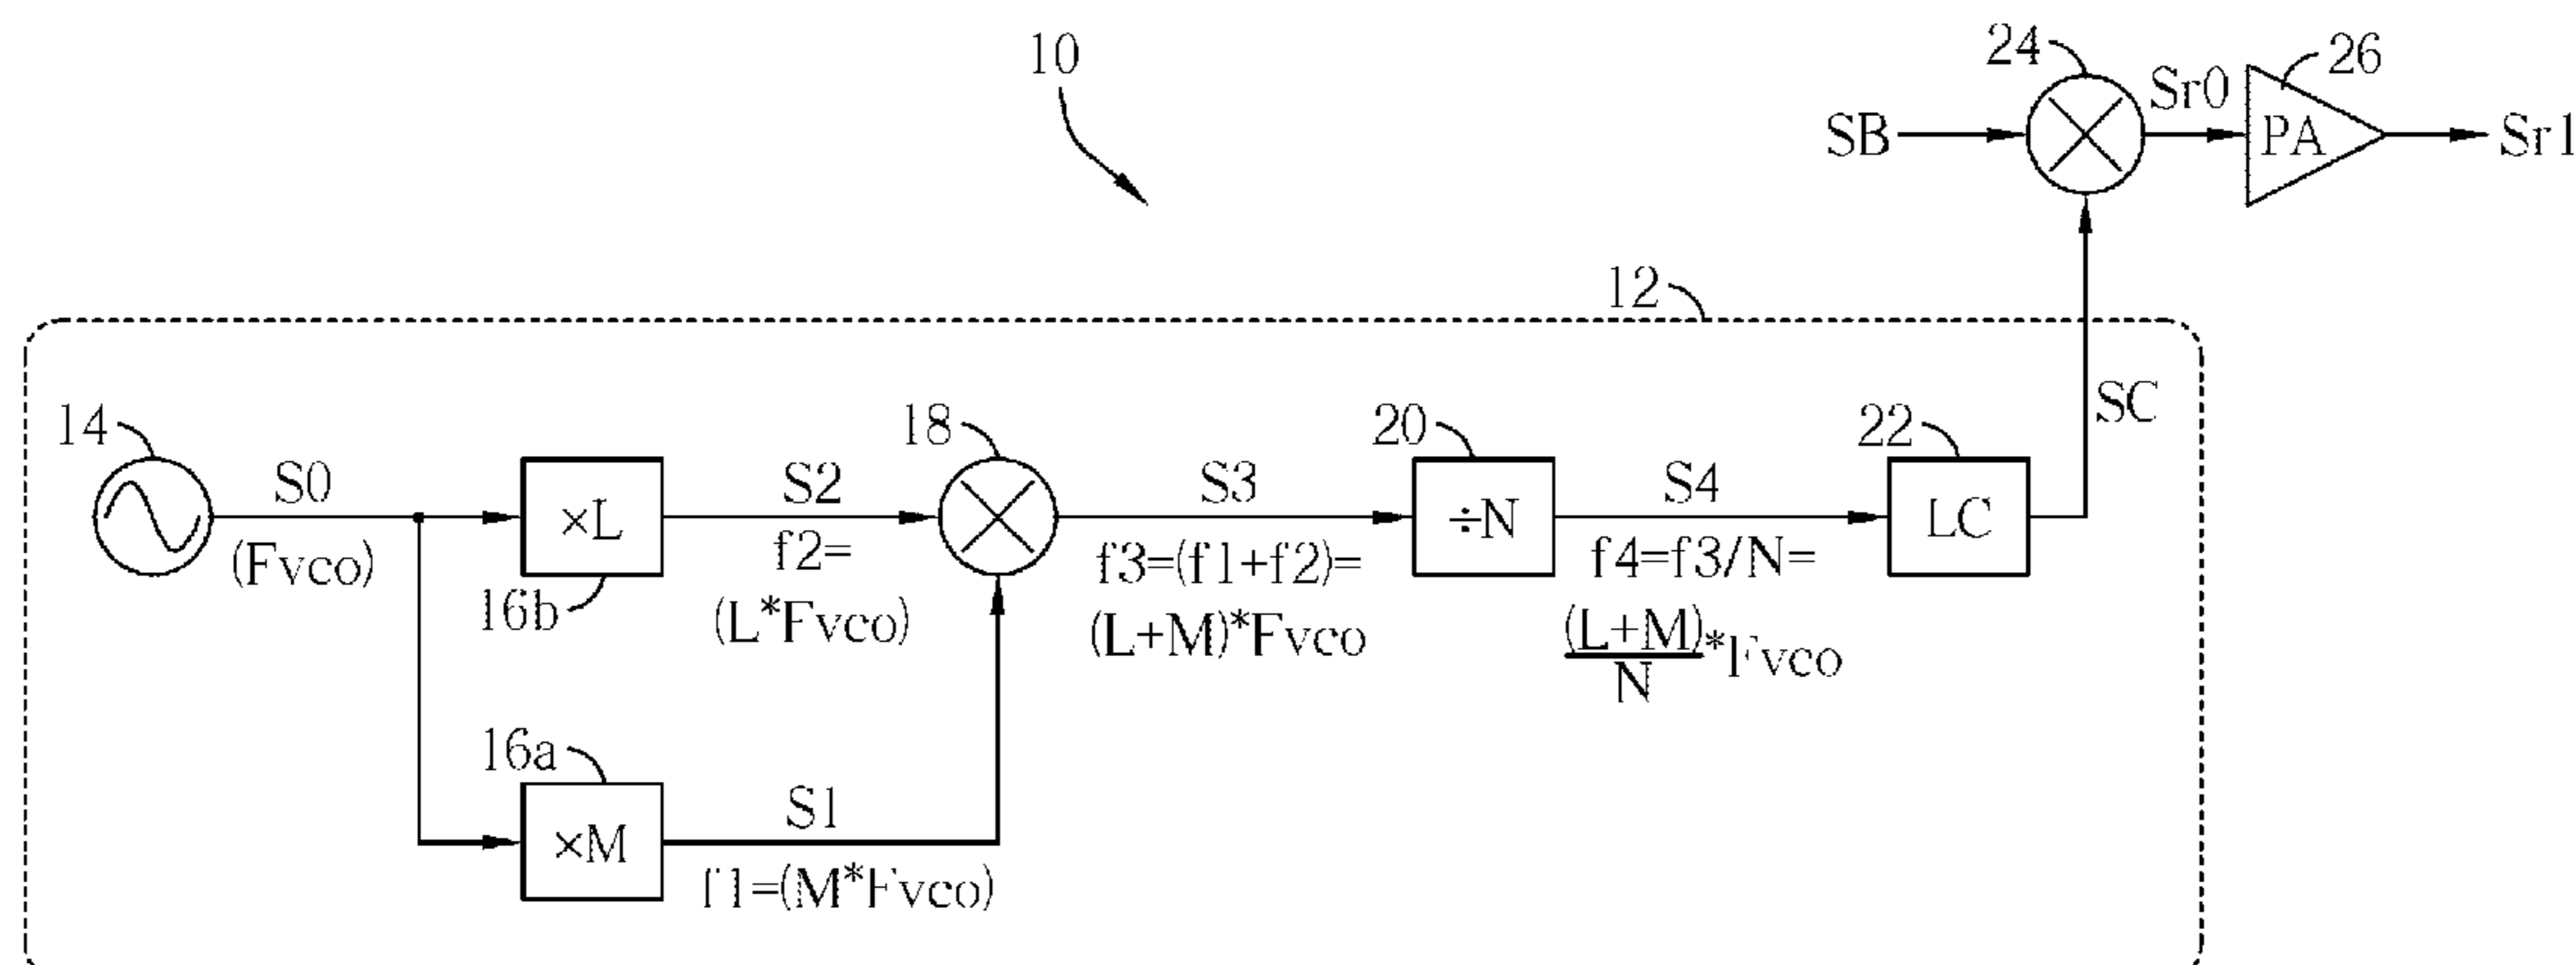 10
24
Sr0
26
SB
PA
Sr1
12
SC
14
S0
(Fvco)
×L
16b
S2
f2=
(L*Fvco)
18
S3
f3=(f1+f2)=
(L+M)*Fvco
20
÷N
S4
f4=f3/N=
(L+M)
N
*Fvco
22
LC
16a
×M
S1
f1=(M*Fvco)